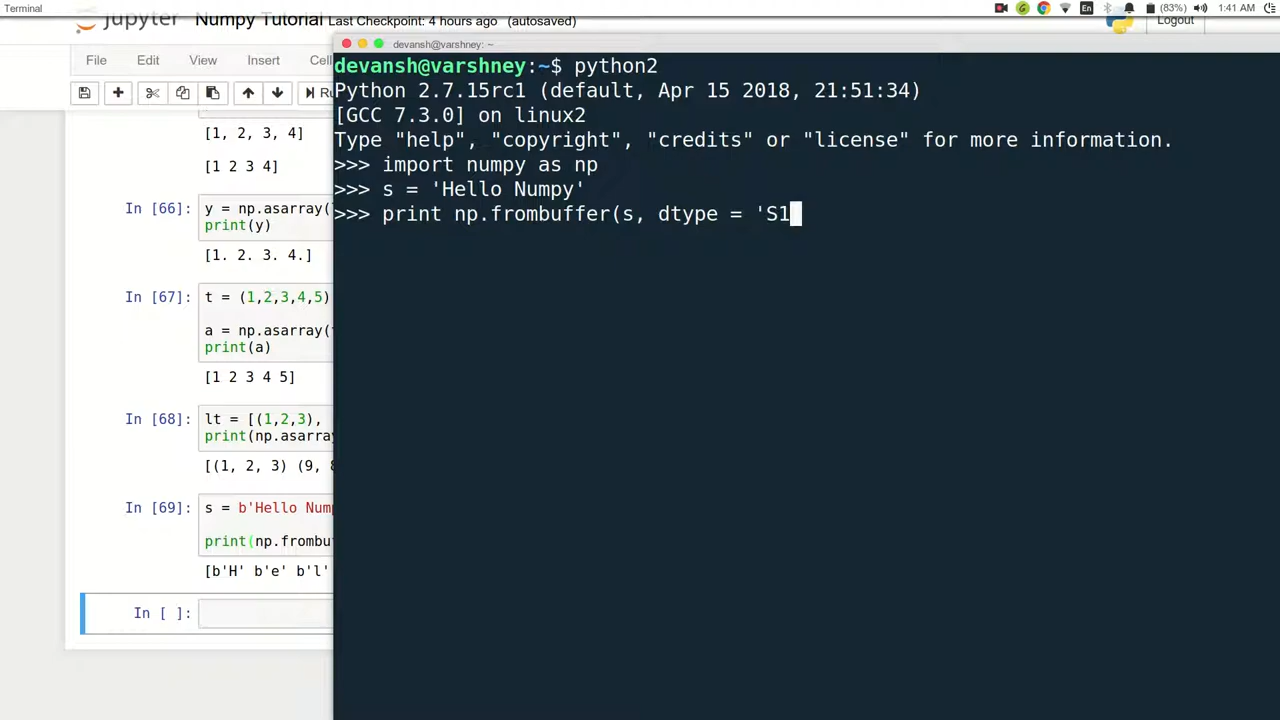 Terminal
En
(83%)
1:41 AM
jupyter Numpy Tutorial Last Checkpoint: 4 hours ago (autosaved)
Logout
devansh@varshney: ~
File Edit View Insert Cel
Ru
[1, 2, 3, 4]
[1 2 3 4]
In [66]: y = np.asarray(
print(y)
[1. 2. 3. 4.]
In [67]: t = (1,2,3,4,5)
a = np.asarray(
print(a)
[1 2 3 4 5]
In [68]: lt = [(1,2,3),
print(np.asarray
[(1, 2, 3) (9,
In [69]: s = b'Hello Num
print(np.frombu
[b'H' b'e' b'l'
In [ ]:
devansh@varshney:~$ python2
Python 2.7.15rc1 (default, Apr 15 2018, 21:51:34)
[GCC 7.3.0] on linux2
Type "help", "copyright", "credits" or "license" for more information.
>>> import numpy as np
>>> s = 'Hello Numpy'
>>> print np.frombuffer(s, dtype = 'S1